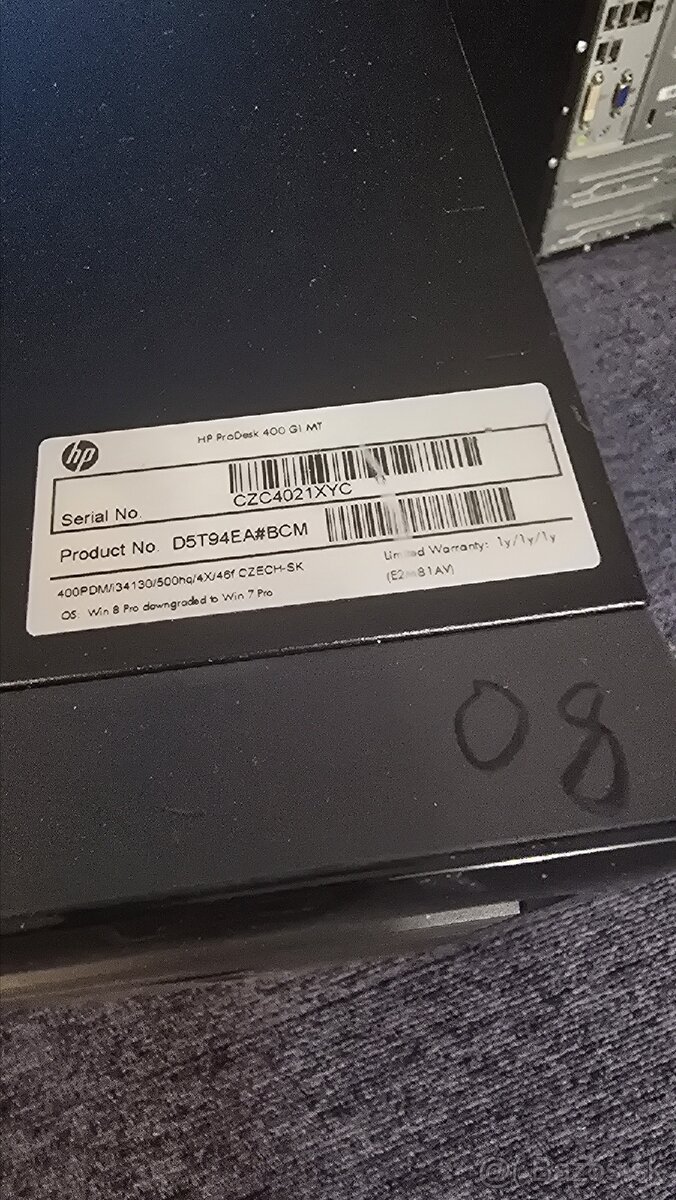 hp
HP ProDesk 400 G1 MT
Serial No.
CZC4021XYC
Product No. D5T94EA#BCM
400PDM/i34130/500hq/4X/46f CZECH-SK
Limited Warranty: 1y/1y/1y
OS: Win 8 Pro downgraded to Win 7 Pro
08